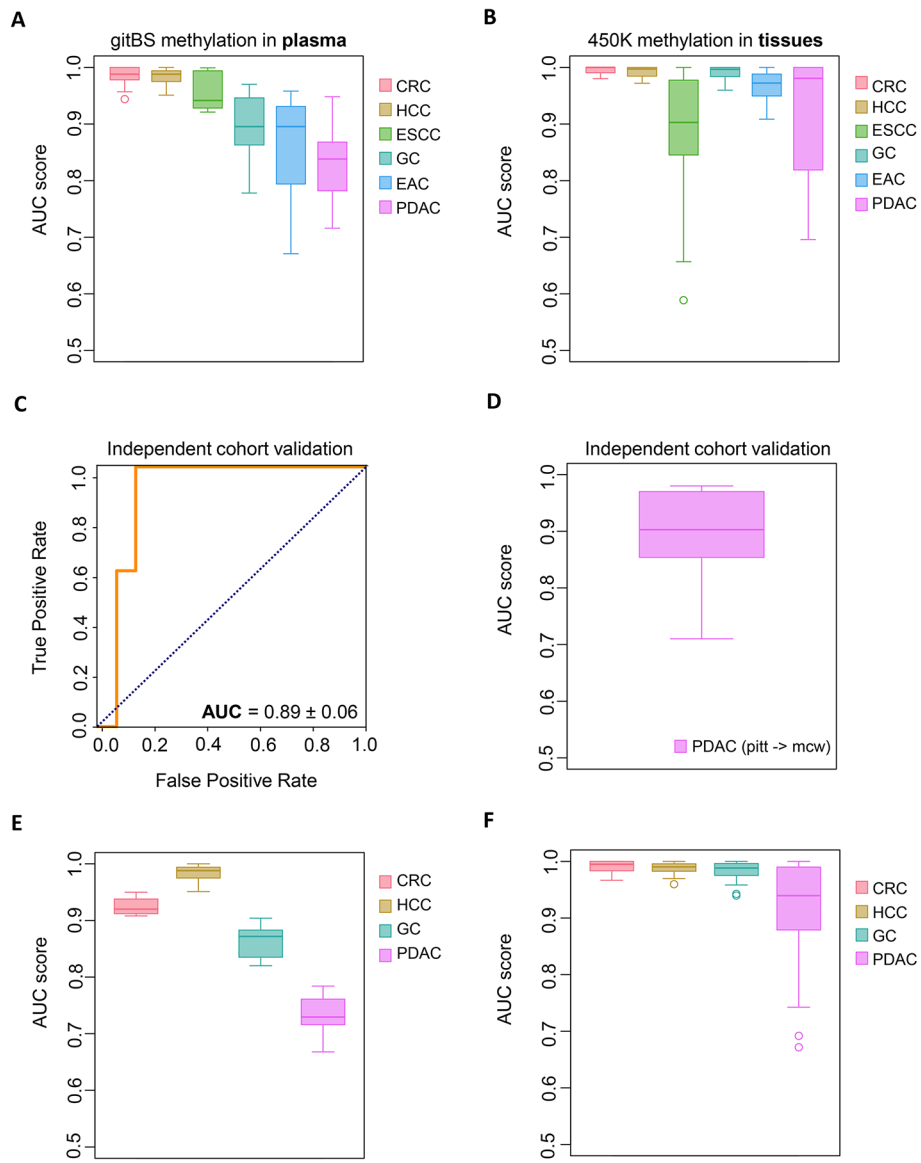 A
gitBS methylation in plasma
1.0
0.9
0.8
0.7
0.6
0.5
AUC score
CRC
HCC
ESCC
GC
EAC
PDAC
B
450K methylation in tissues
1.0
0.9
0.8
0.7
0.6
0.5
AUC score
CRC
HCC
ESCC
GC
EAC
PDAC
C
Independent cohort validation
1.0
0.8
0.6
0.4
0.2
0.0
True Positive Rate
AUC = 0.89 ± 0.06
0.0 0.2 0.4 0.6 0.8 1.0
False Positive Rate
D
Independent cohort validation
1.0
0.9
0.8
0.7
0.6
0.5
AUC score
PDAC (pitt -> mcw)
E
1.0
0.9
0.8
0.7
0.6
0.5
AUC score
CRC
HCC
GC
PDAC
F
1.0
0.9
0.8
0.7
0.6
0.5
AUC score
CRC
HCC
GC
PDAC